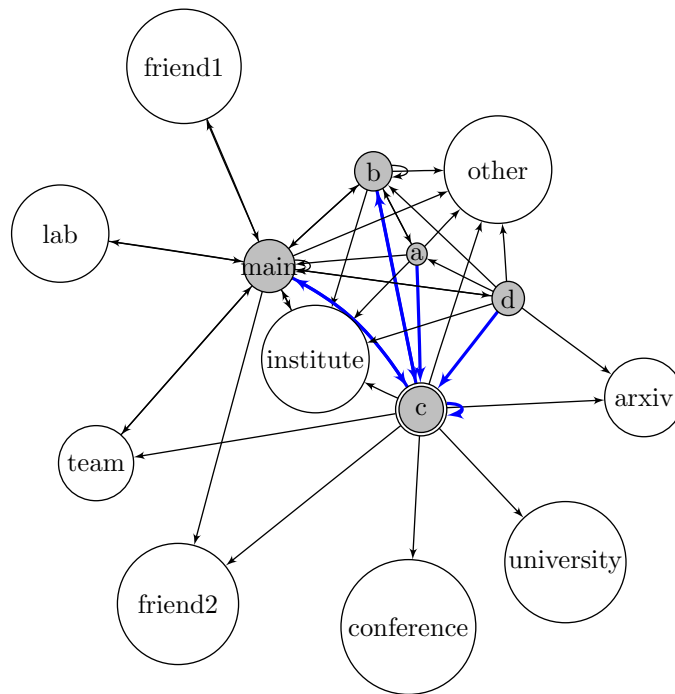 friend1
b
other
lab
a
main
d
institute
arxiv
c
team
university
friend2
conference